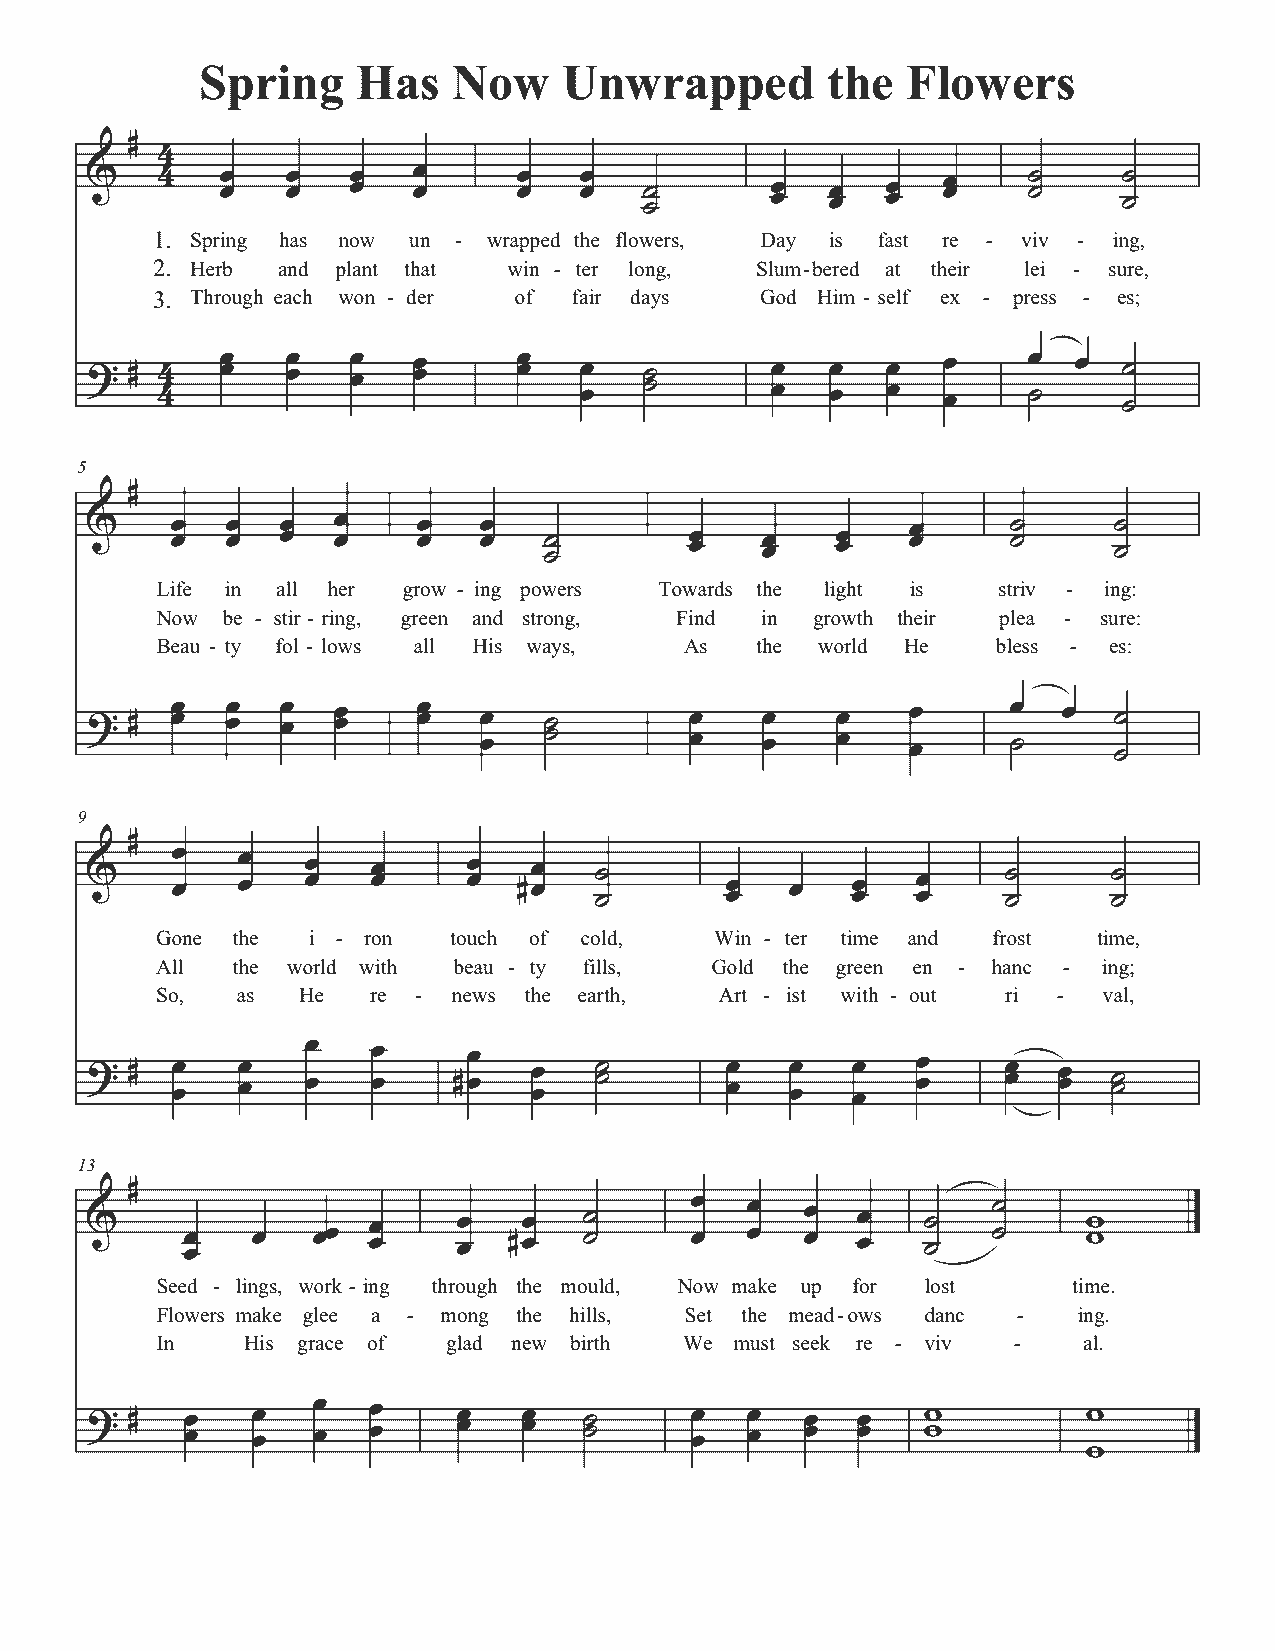 Spring Has Now Unwrapped the Flowers
4
4
1. Spring has now un - wrapped the flowers, Day is fast re - viv - ing,
2. Herb and plant that win - ter long, Slum-bered at their lei - sure,
3. Through each won - der of fair days God Him - self ex - press - es;
4
4
5
Life in all her grow - ing powers Towards the light is striv - ing:
Now be - stir - ring, green and strong, Find in growth their plea - sure:
Beau - ty fol - lows all His ways, As the world He bless - es:
9
Gone the i - ron touch of cold, Win - ter time and frost time,
All the world with beau - ty fills, Gold the green en - hanc - ing;
So, as He re - news the earth, Art - ist with - out ri - val,
13
Seed - lings, work - ing through the mould, Now make up for lost time.
Flowers make glee a - mong the hills, Set the mead-ows danc - ing.
In His grace of glad new birth We must seek re - viv - al.